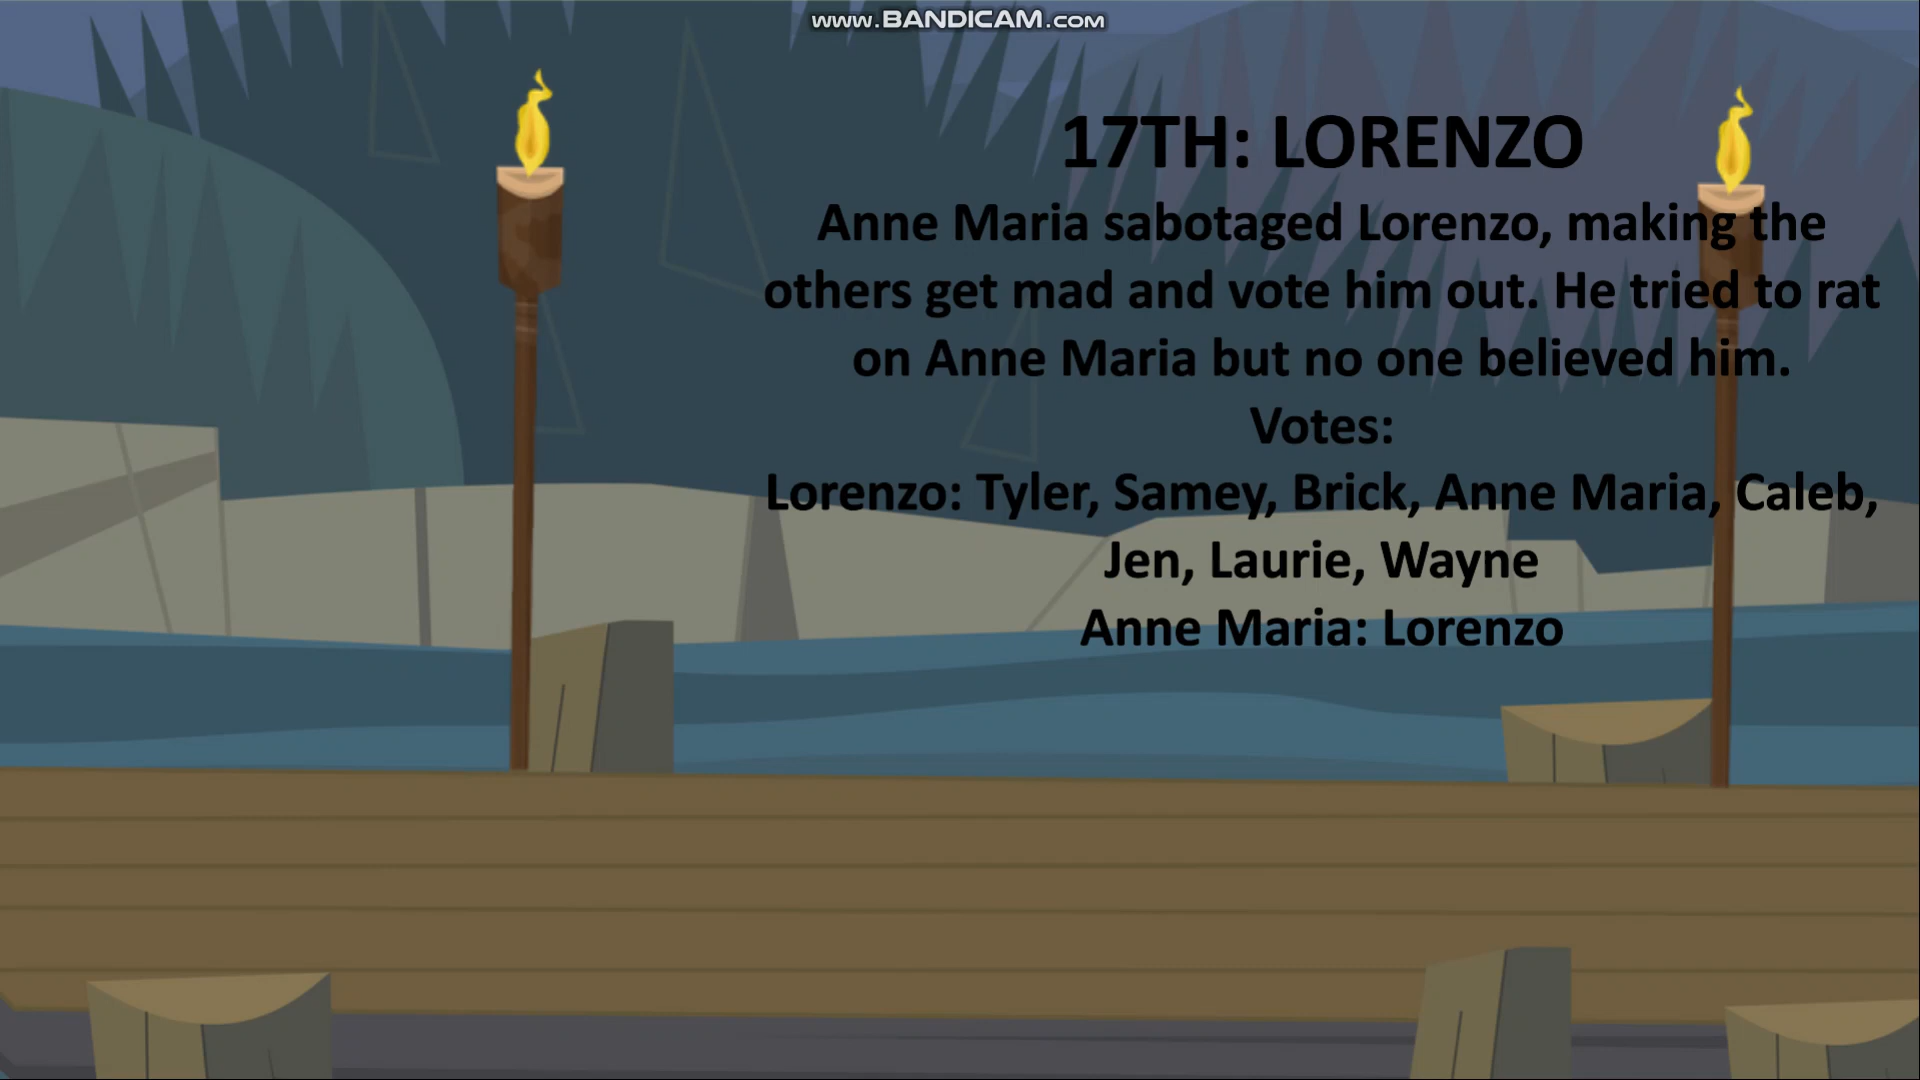 www.BANDICAM.com
17TH: LORENZO
Anne Maria sabotaged Lorenzo, making the
others get mad and vote him out. He tried to rat
on Anne Maria but no one believed him.
Votes:
Lorenzo: Tyler, Samey, Brick, Anne Maria, Caleb,
Jen, Laurie, Wayne
Anne Maria: Lorenzo